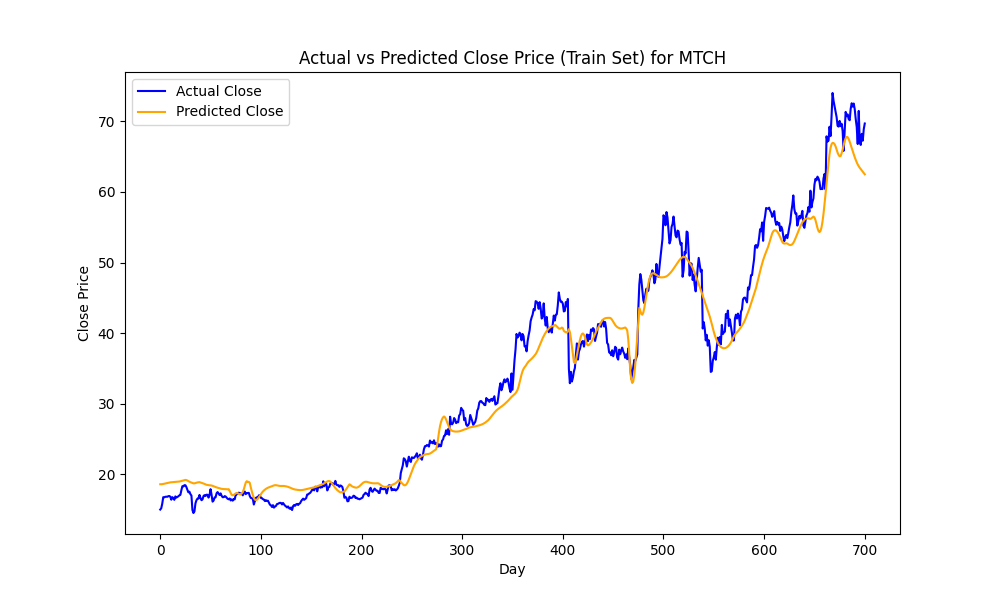 Actual vs Predicted Close Price (Train Set) for MTCH
Actual Close
Predicted Close
Close Price
70
60
50
40
30
20
0 100 200 300 400 500 600 700
Day